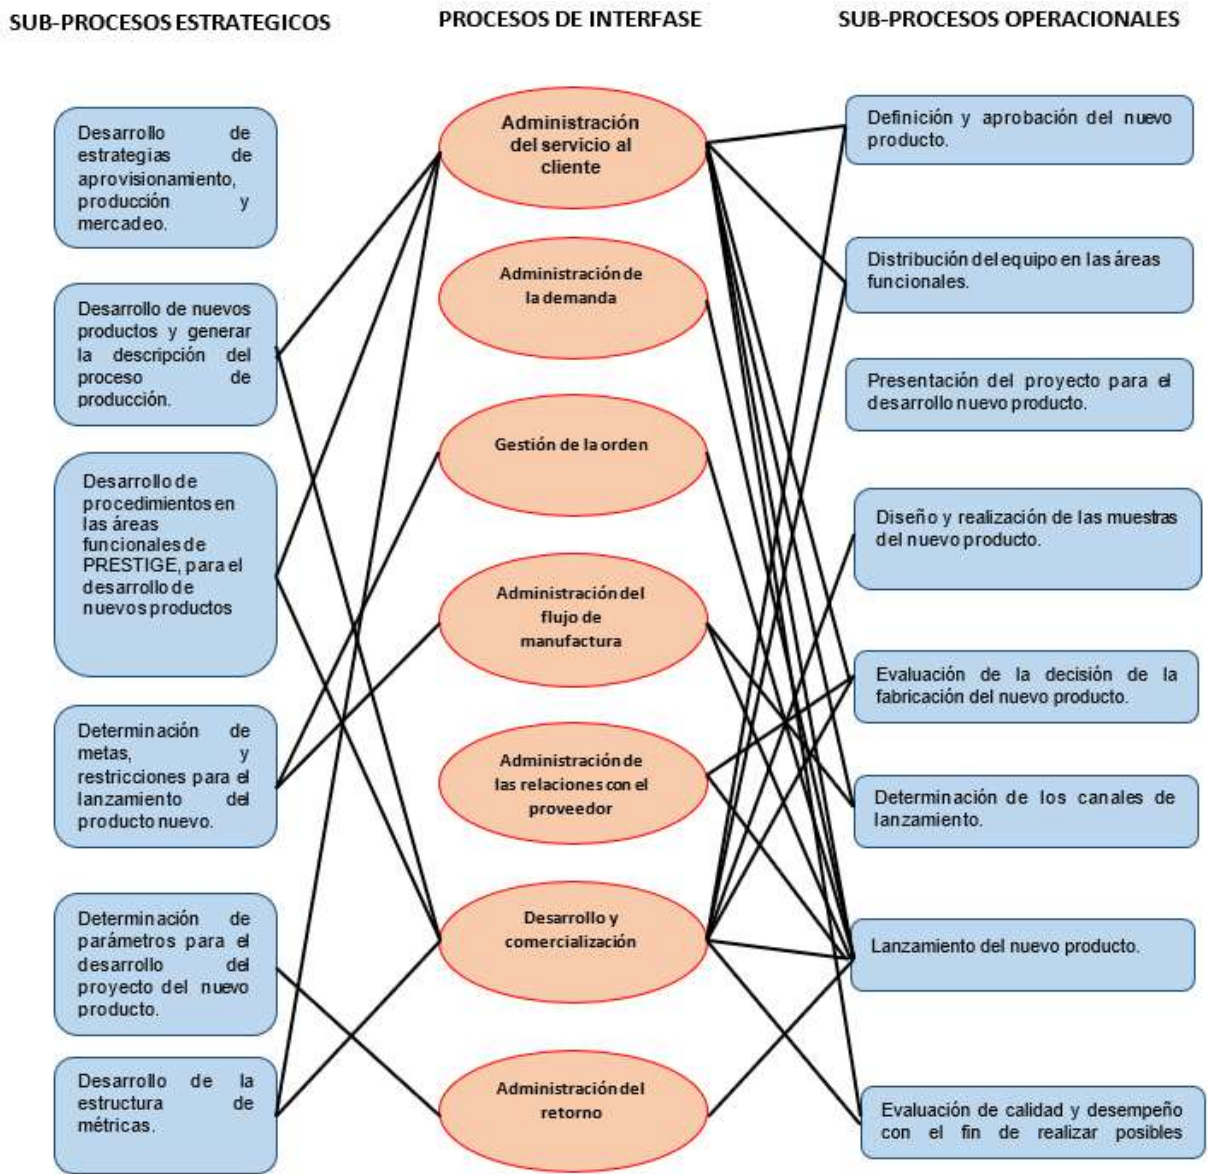 SUB-PROCESOS ESTRATEGICOS
PROCESOS DE INTERFASE
SUB-PROCESOS OPERACIONALES
Desarrollo de
estrategias de
aprovisionamiento,
producción y
mercadeo.
Desarrollo de nuevos
productos y generar
la descripción del
proceso de
producción.
Desarrollo de
procedimientos en
las áreas
funcionales de
PRESTIGE, para el
desarrollo de
nuevos productos
Determinación de
metas, y
restricciones para el
lanzamiento del
producto nuevo.
Determinación de
parámetros para el
desarrollo del
proyecto del nuevo
producto.
Desarrollo de la
estructura de
métricas.
Administración
del servicio al
cliente
Administración de
la demanda
Gestión de la orden
Administración del
flujo de
manufactura
Administración de
las relaciones con el
proveedor
Desarrollo y
comercialización
Administración del
retorno
Definición y aprobación del nuevo
producto.
Distribución del equipo en las áreas
funcionales.
Presentación del proyecto para el
desarrollo nuevo producto.
Diseño y realización de las muestras
del nuevo producto.
Evaluación de la decisión de la
fabricación del nuevo producto.
Determinación de los canales de
lanzamiento.
Lanzamiento del nuevo producto.
Evaluación de calidad y desempeño
con el fin de realizar posibles